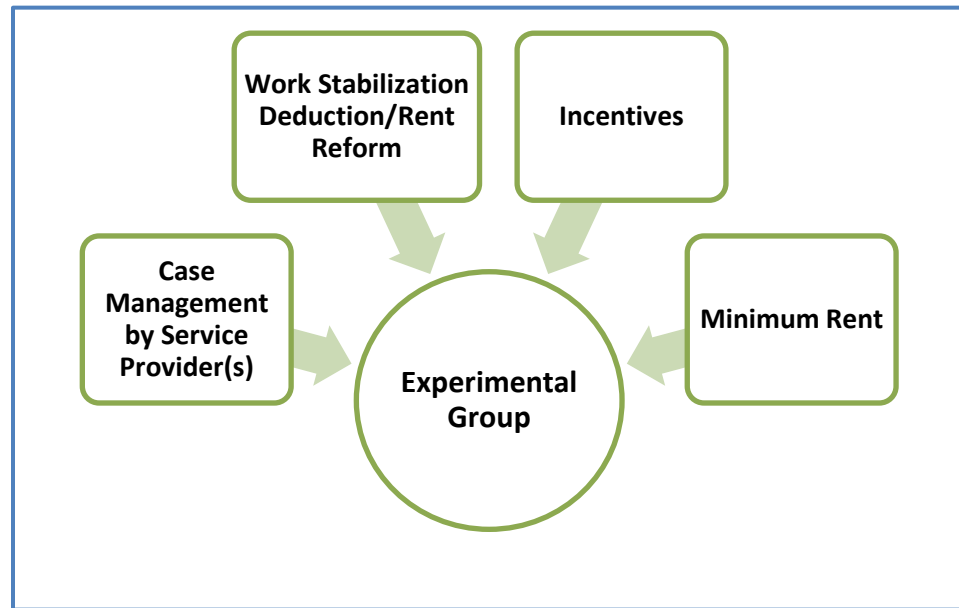 Work Stabilization
Deduction/Rent
Reform
Incentives
Case
Management
by Service
Provider(s)
Minimum Rent
Experimental
Group